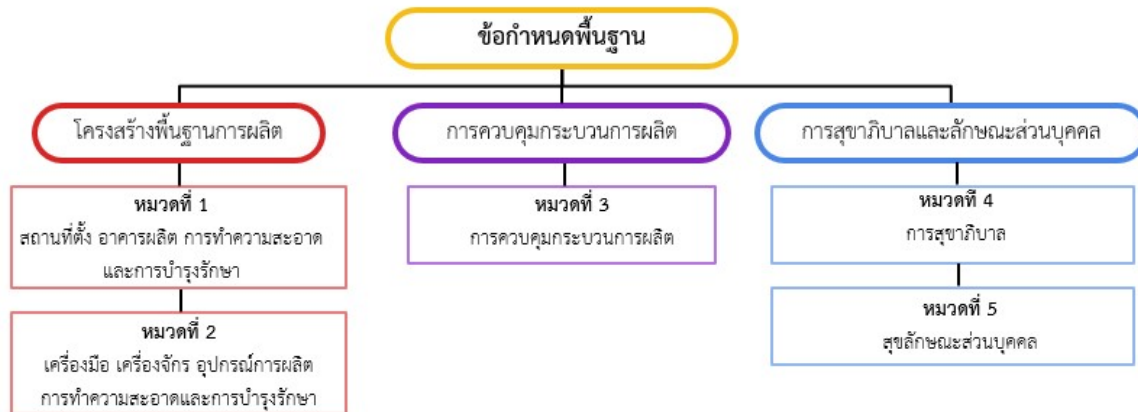 ข้อกำหนดพื้นฐาน
โครงสร้างพื้นฐานการผลิต
หมวดที่ 1
สถานที่ตั้ง อาคารผลิต การทำความสะอาด
และการบำรุงรักษา
หมวดที่ 2
เครื่องมือ เครื่องจักร อุปกรณ์การผลิต
การทำความสะอาดและการบำรุงรักษา
การควบคุมกระบวนการผลิต
หมวดที่ 3
การควบคุมกระบวนการผลิต
การสุขาภิบาลและลักษณะส่วนบุคคล
หมวดที่ 4
การสุขาภิบาล
หมวดที่ 5
สุขลักษณะส่วนบุคคล